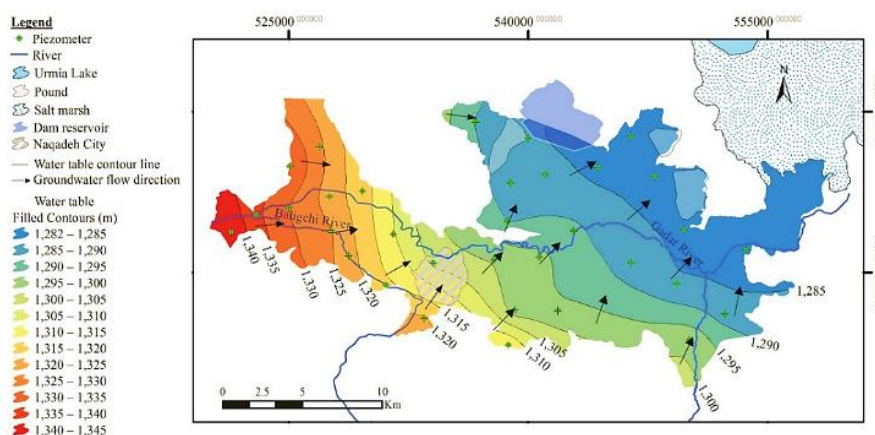 525000
540000
555000
Legend
Piezometer
River
Urmia Lake
Pound
Salt marsh
Dam reservoir
Naqadeh City
Water table contour line
Groundwater flow direction
Water table
Filled Contours (m)
1,282 – 1,285
1,285 – 1,290
1,290 – 1,295
1,295 – 1,300
1,300 – 1,305
1,305 – 1,310
1,310 – 1,315
1,315 – 1,320
1,320 – 1,325
1,325 – 1,330
1,330 – 1,335
1,335 – 1,340
1,340 – 1,345
N
Baligchi River
Gadar River
1,340
1,335
1,330
1,325
1,320
1,315
1,320
1,305
1,310
1,285
1,290
1,295
1,300
0 2.5 5 10
Km